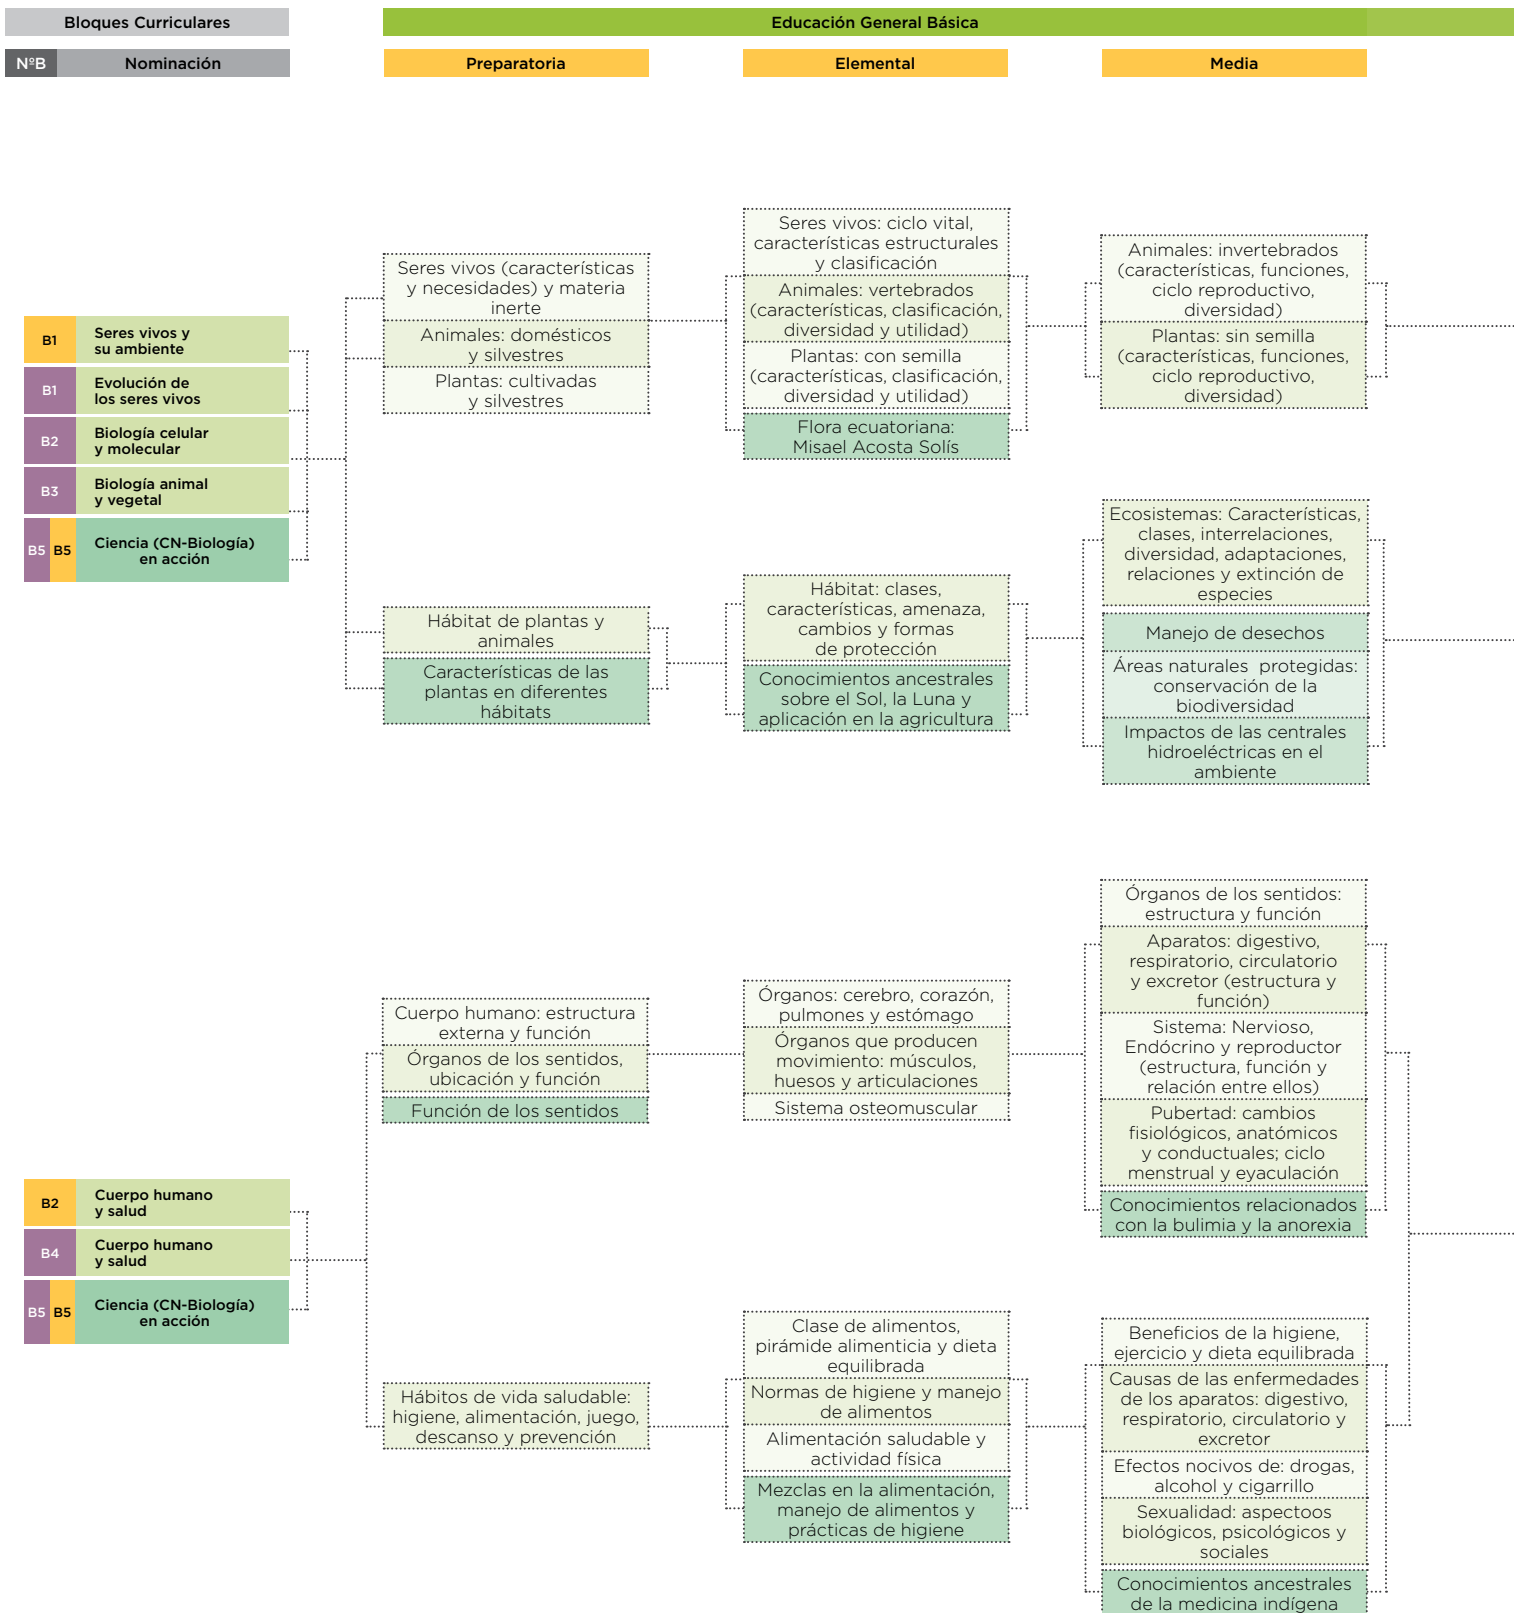 Bloques Curriculares
Educación General Básica
NºB
Nominación
Preparatoria
Elemental
Media
B1
Seres vivos y
su ambiente
B1
Evolución de
los seres vivos
B2
Biología celular
y molecular
B3
Biología animal
y vegetal
B5 B5
Ciencia (CN-Biología)
en acción
Seres vivos (características
y necesidades) y materia
inerte
Animales: domésticos
y silvestres
Plantas: cultivadas
y silvestres
Seres vivos: ciclo vital,
características estructurales
y clasificación
Animales: vertebrados
(características, clasificación,
diversidad y utilidad)
Plantas: con semilla
(características, clasificación,
diversidad y utilidad)
Flora ecuatoriana:
Misael Acosta Solís
Animales: invertebrados
(características, funciones,
ciclo reproductivo,
diversidad)
Plantas: sin semilla
(características, funciones,
ciclo reproductivo,
diversidad)
Hábitat de plantas y
animales
Características de las
plantas en diferentes
hábitats
Hábitat: clases,
características, amenaza,
cambios y formas
de protección
Conocimientos ancestrales
sobre el Sol, la Luna y
aplicación en la agricultura
Ecosistemas: Características,
clases, interrelaciones,
diversidad, adaptaciones,
relaciones y extinción de
especies
Manejo de desechos
Áreas naturales protegidas:
conservación de la
biodiversidad
Impactos de las centrales
hidroeléctricas en el
ambiente
B2
Cuerpo humano
y salud
B4
Cuerpo humano
y salud
B5 B5
Ciencia (CN-Biología)
en acción
Cuerpo humano: estructura
externa y función
Órganos de los sentidos,
ubicación y función
Función de los sentidos
Órganos: cerebro, corazón,
pulmones y estómago
Órganos que producen
movimiento: músculos,
huesos y articulaciones
Sistema osteomuscular
Órganos de los sentidos:
estructura y función
Aparatos: digestivo,
respiratorio, circulatorio
y excretor (estructura y
función)
Sistema: Nervioso,
Endócrino y reproductor
(estructura, función y
relación entre ellos)
Pubertad: cambios
fisiológicos, anatómicos
y conductuales; ciclo
menstrual y eyaculación
Conocimientos relacionados
con la bulimia y la anorexia
Hábitos de vida saludable:
higiene, alimentación, juego,
descanso y prevención
Clase de alimentos,
pirámide alimenticia y dieta
equilibrada
Normas de higiene y manejo
de alimentos
Alimentación saludable y
actividad física
Mezclas en la alimentación,
manejo de alimentos y
prácticas de higiene
Beneficios de la higiene,
ejercicio y dieta equilibrada
Causas de las enfermedades
de los aparatos: digestivo,
respiratorio, circulatorio y
excretor
Efectos nocivos de: drogas,
alcohol y cigarrillo
Sexualidad: aspectoos
biológicos, psicológicos y
sociales
Conocimientos ancestrales
de la medicina indígena